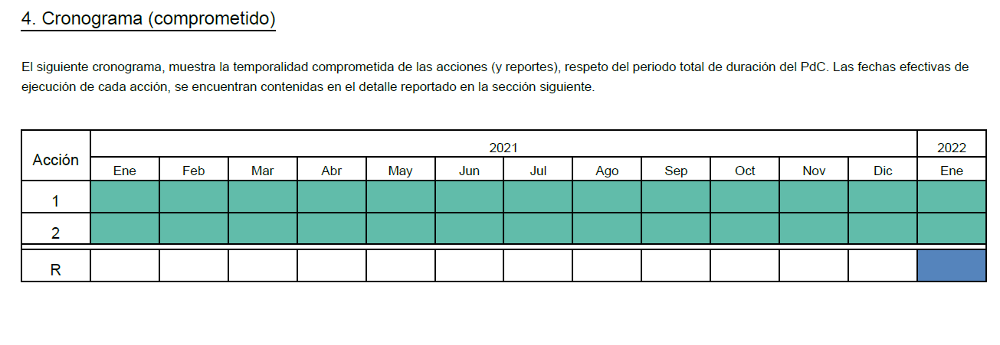 4. Cronograma (comprometido)
El siguiente cronograma, muestra la temporalidad comprometida de las acciones (y reportes), respeto del periodo total de duración del PdC. Las fechas efectivas de
ejecución de cada acción, se encuentran contenidas en el detalle reportado en la sección siguiente.
Acción 2021 2022
Ene Feb Mar Abr May Jun Jul Ago Sep Oct Nov Dic Ene
1
2
R